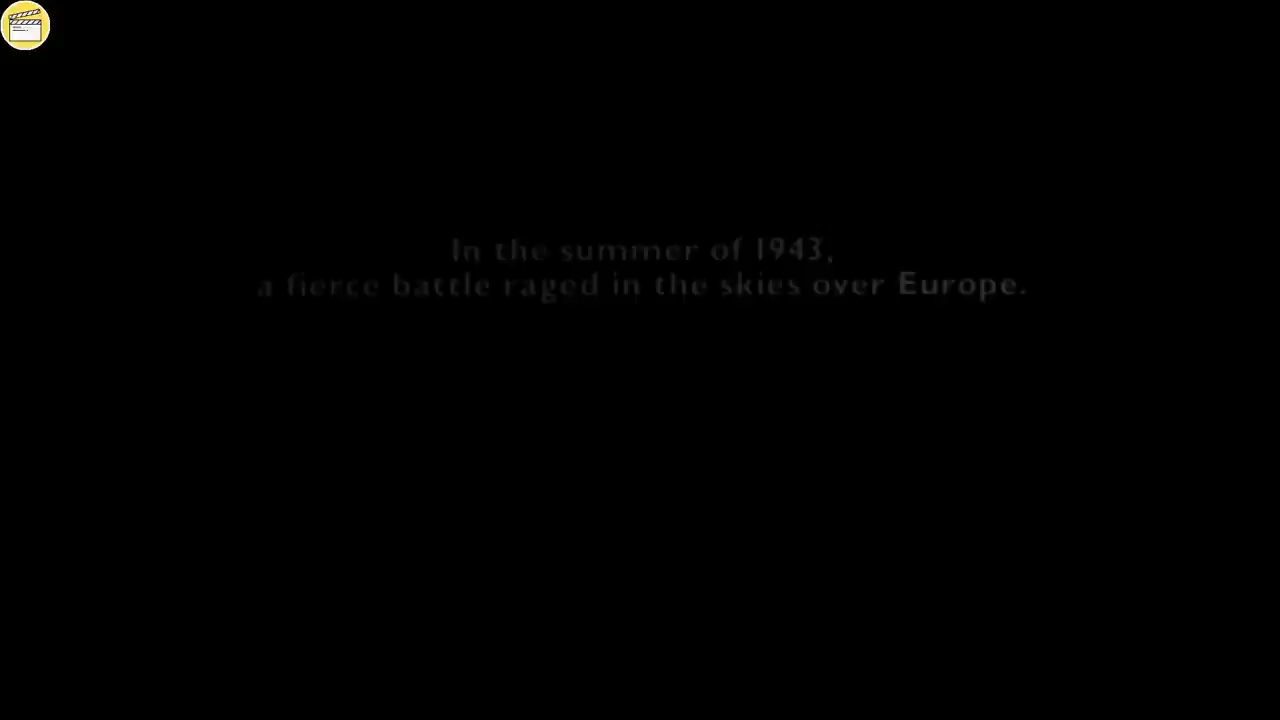 In the summer of 1943,
a fierce battle raged in the skies over Europe.